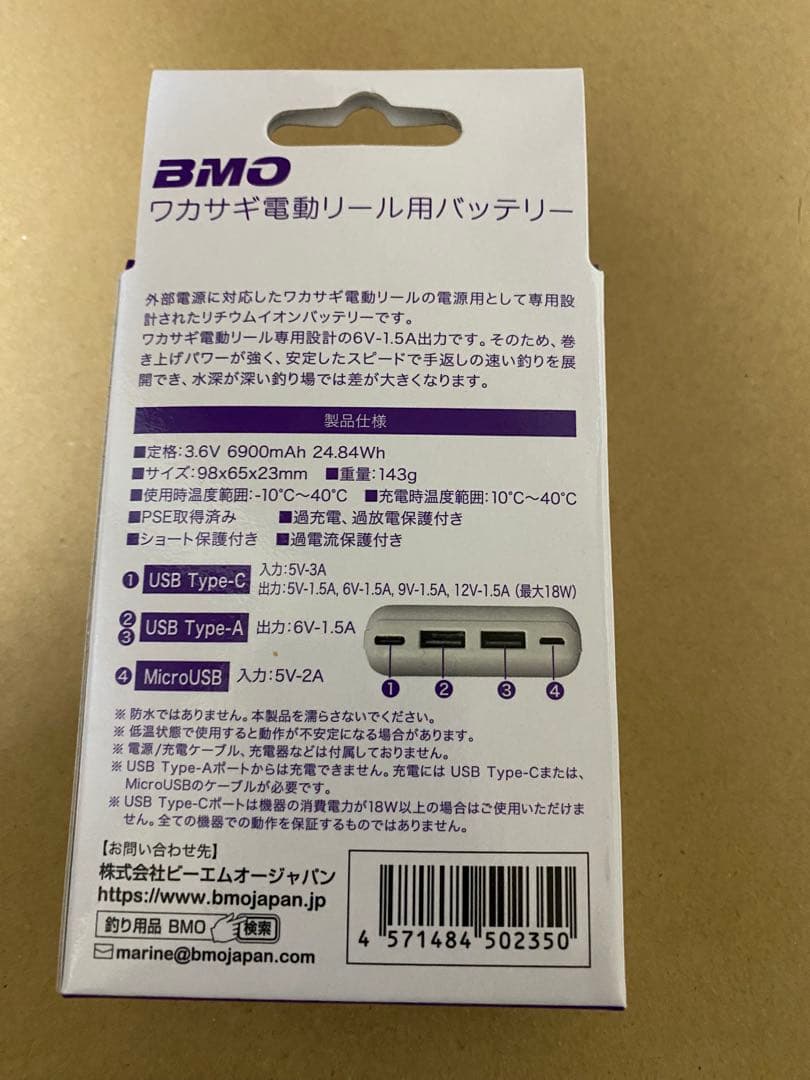 BMO
ワカサギ電動リール用バッテリー
外部電源に対応したワカサギ電動リールの電源用として専用設
計されたリチウムイオンバッテリーです。
ワカサギ電動リール専用設計の6V-1.5A出力です。そのため、巻
き上げパワーが強く、安定したスピードで手返しの速い釣りを展
開でき、水深が深い釣り場では差が大きくなります。
製品仕様
■定格:3.6V 6900mAh 24.84Wh
■サイズ:98x65x23mm ■重量:143g
■使用時温度範囲:-10℃～40℃ ■充電時温度範囲:10℃～40℃
■PSE取得済み ■過充電、過放電保護付き
■ショート保護付き ■過電流保護付き
❶ USB Type-C 入力:5V-3A
出力:5V-1.5A, 6V-1.5A, 9V-1.5A, 12V-1.5A (最大18W)
❷
❸ USB Type-A 出力:6V-1.5A
❹ MicroUSB 入力:5V-2A
❶ ❷ ❸ ❹
※ 防水ではありません。本製品を濡らさないでください。
※ 低温状態で使用すると動作が不安定になる場合があります。
※ 電源/充電ケーブル、充電器などは付属しておりません。
※ USB Type-Aポートからは充電できません。充電には USB Type-Cまたは、
MicroUSBのケーブルが必要です。
※ USB Type-Cポートは機器の消費電力が18W以上の場合はご使用いただけま
せん。全ての機器での動作を保証するものではありません。
【お問い合わせ先】
株式会社ビーエムオージャパン
https://www.bmojapan.jp
釣り用品 BMO 検索
marine@bmojapan.com
4 571484 502350